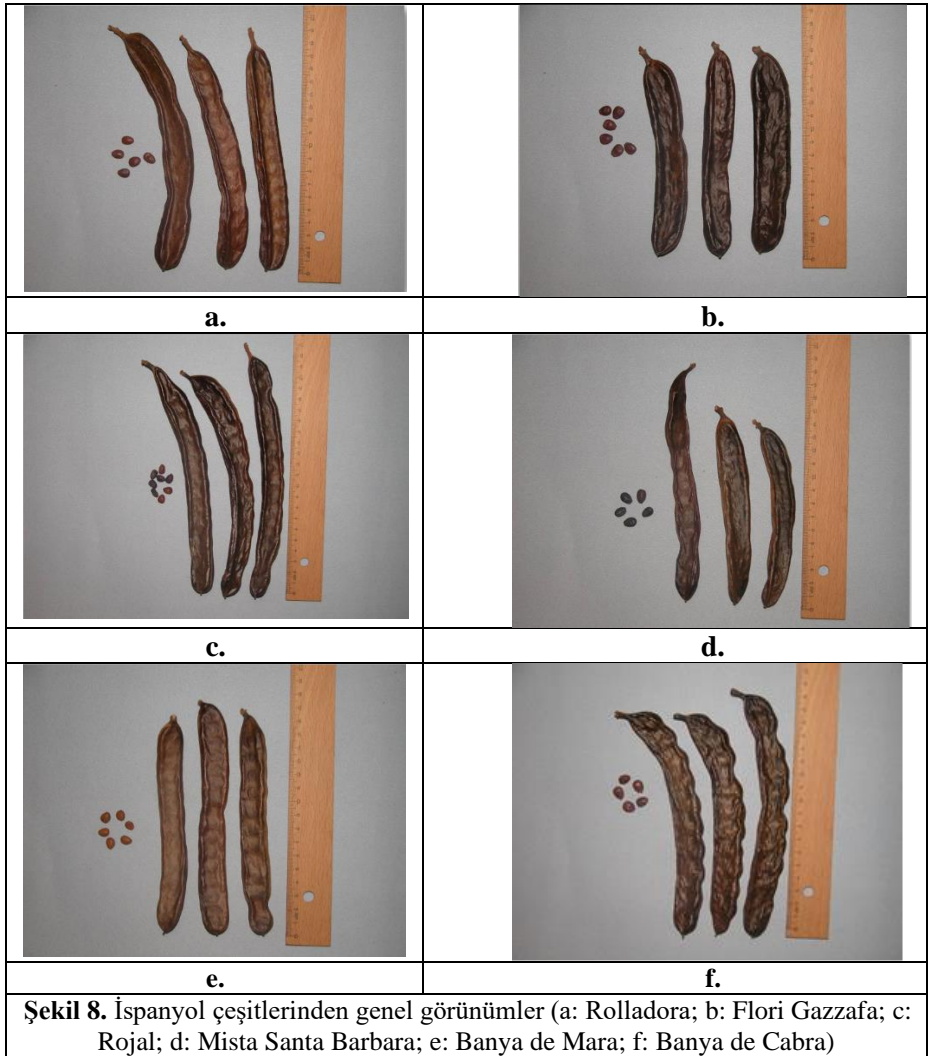 a.
b.
c.
d.
e.
f.
Şekil 8. İspanyol çeşitlerinden genel görünümler (a: Rolladora; b: Flori Gazzafa; c:
Rojal; d: Mista Santa Barbara; e: Banya de Mara; f: Banya de Cabra)